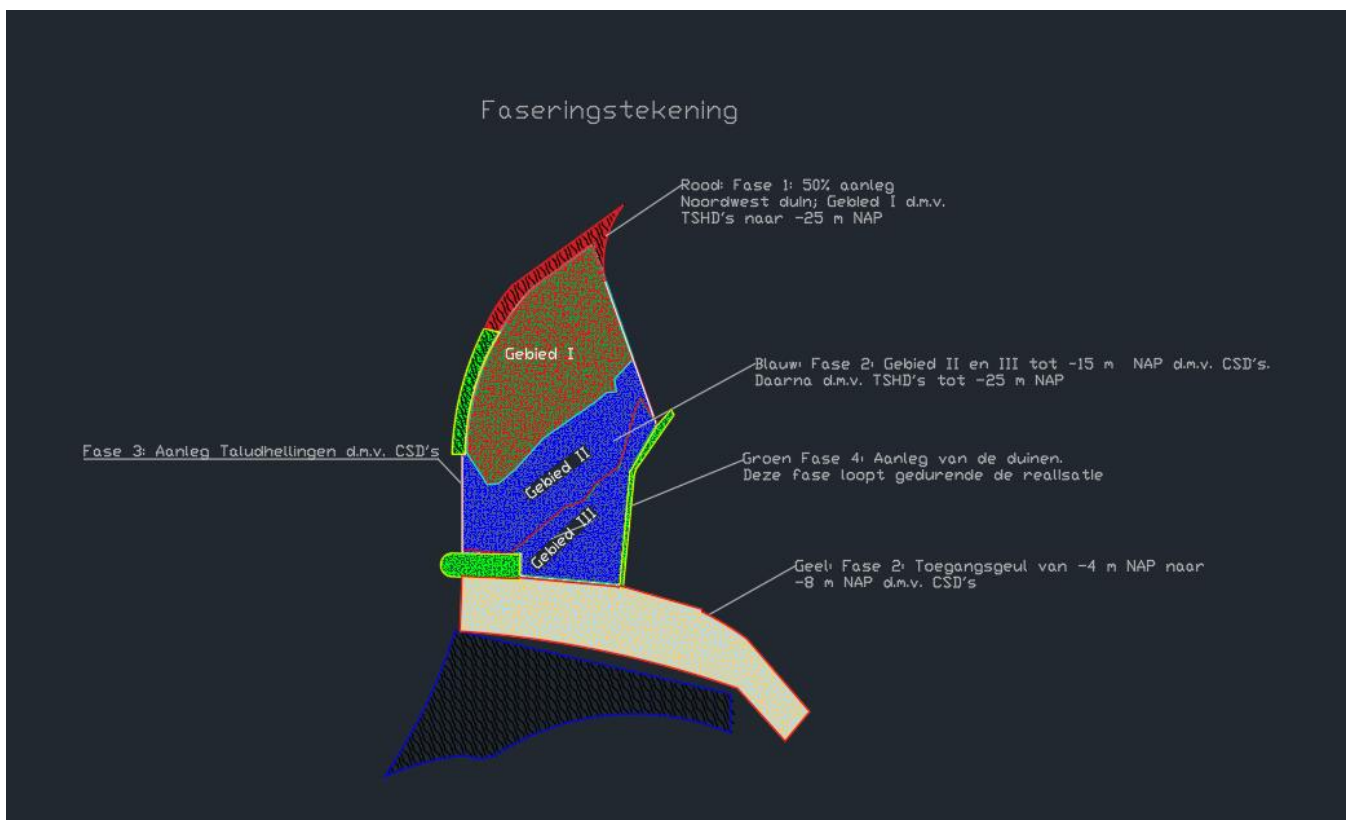 Faseringstekening
Rood: Fase 1: 50% aanleg
Noordwest duin; Gebied I d.m.v.
TSHD's naar -25 m NAP
Gebied I
Blauw: Fase 2: Gebied II en III tot -15 m NAP d.m.v. CSD's.
Daarna d.m.v. TSHD's tot -25 m NAP
Fase 3: Aanleg Taludhellingen d.m.v. CSD's
Gebied II
Groen Fase 4: Aanleg van de duinen.
Deze fase loopt gedurende de realisatie
Gebied III
Geel: Fase 2: Toegangsgeul van -4 m NAP naar
-8 m NAP d.m.v. CSD's